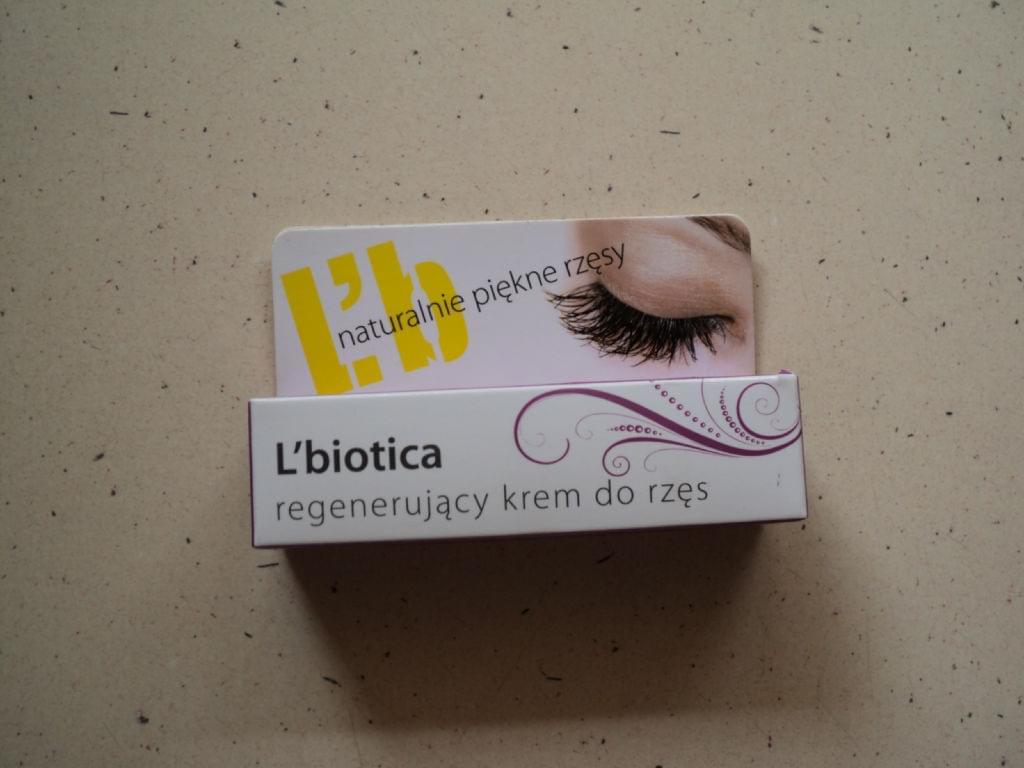 L'b
naturalnie piękne rzęsy
L'biotica
regenerujący krem do rzęs